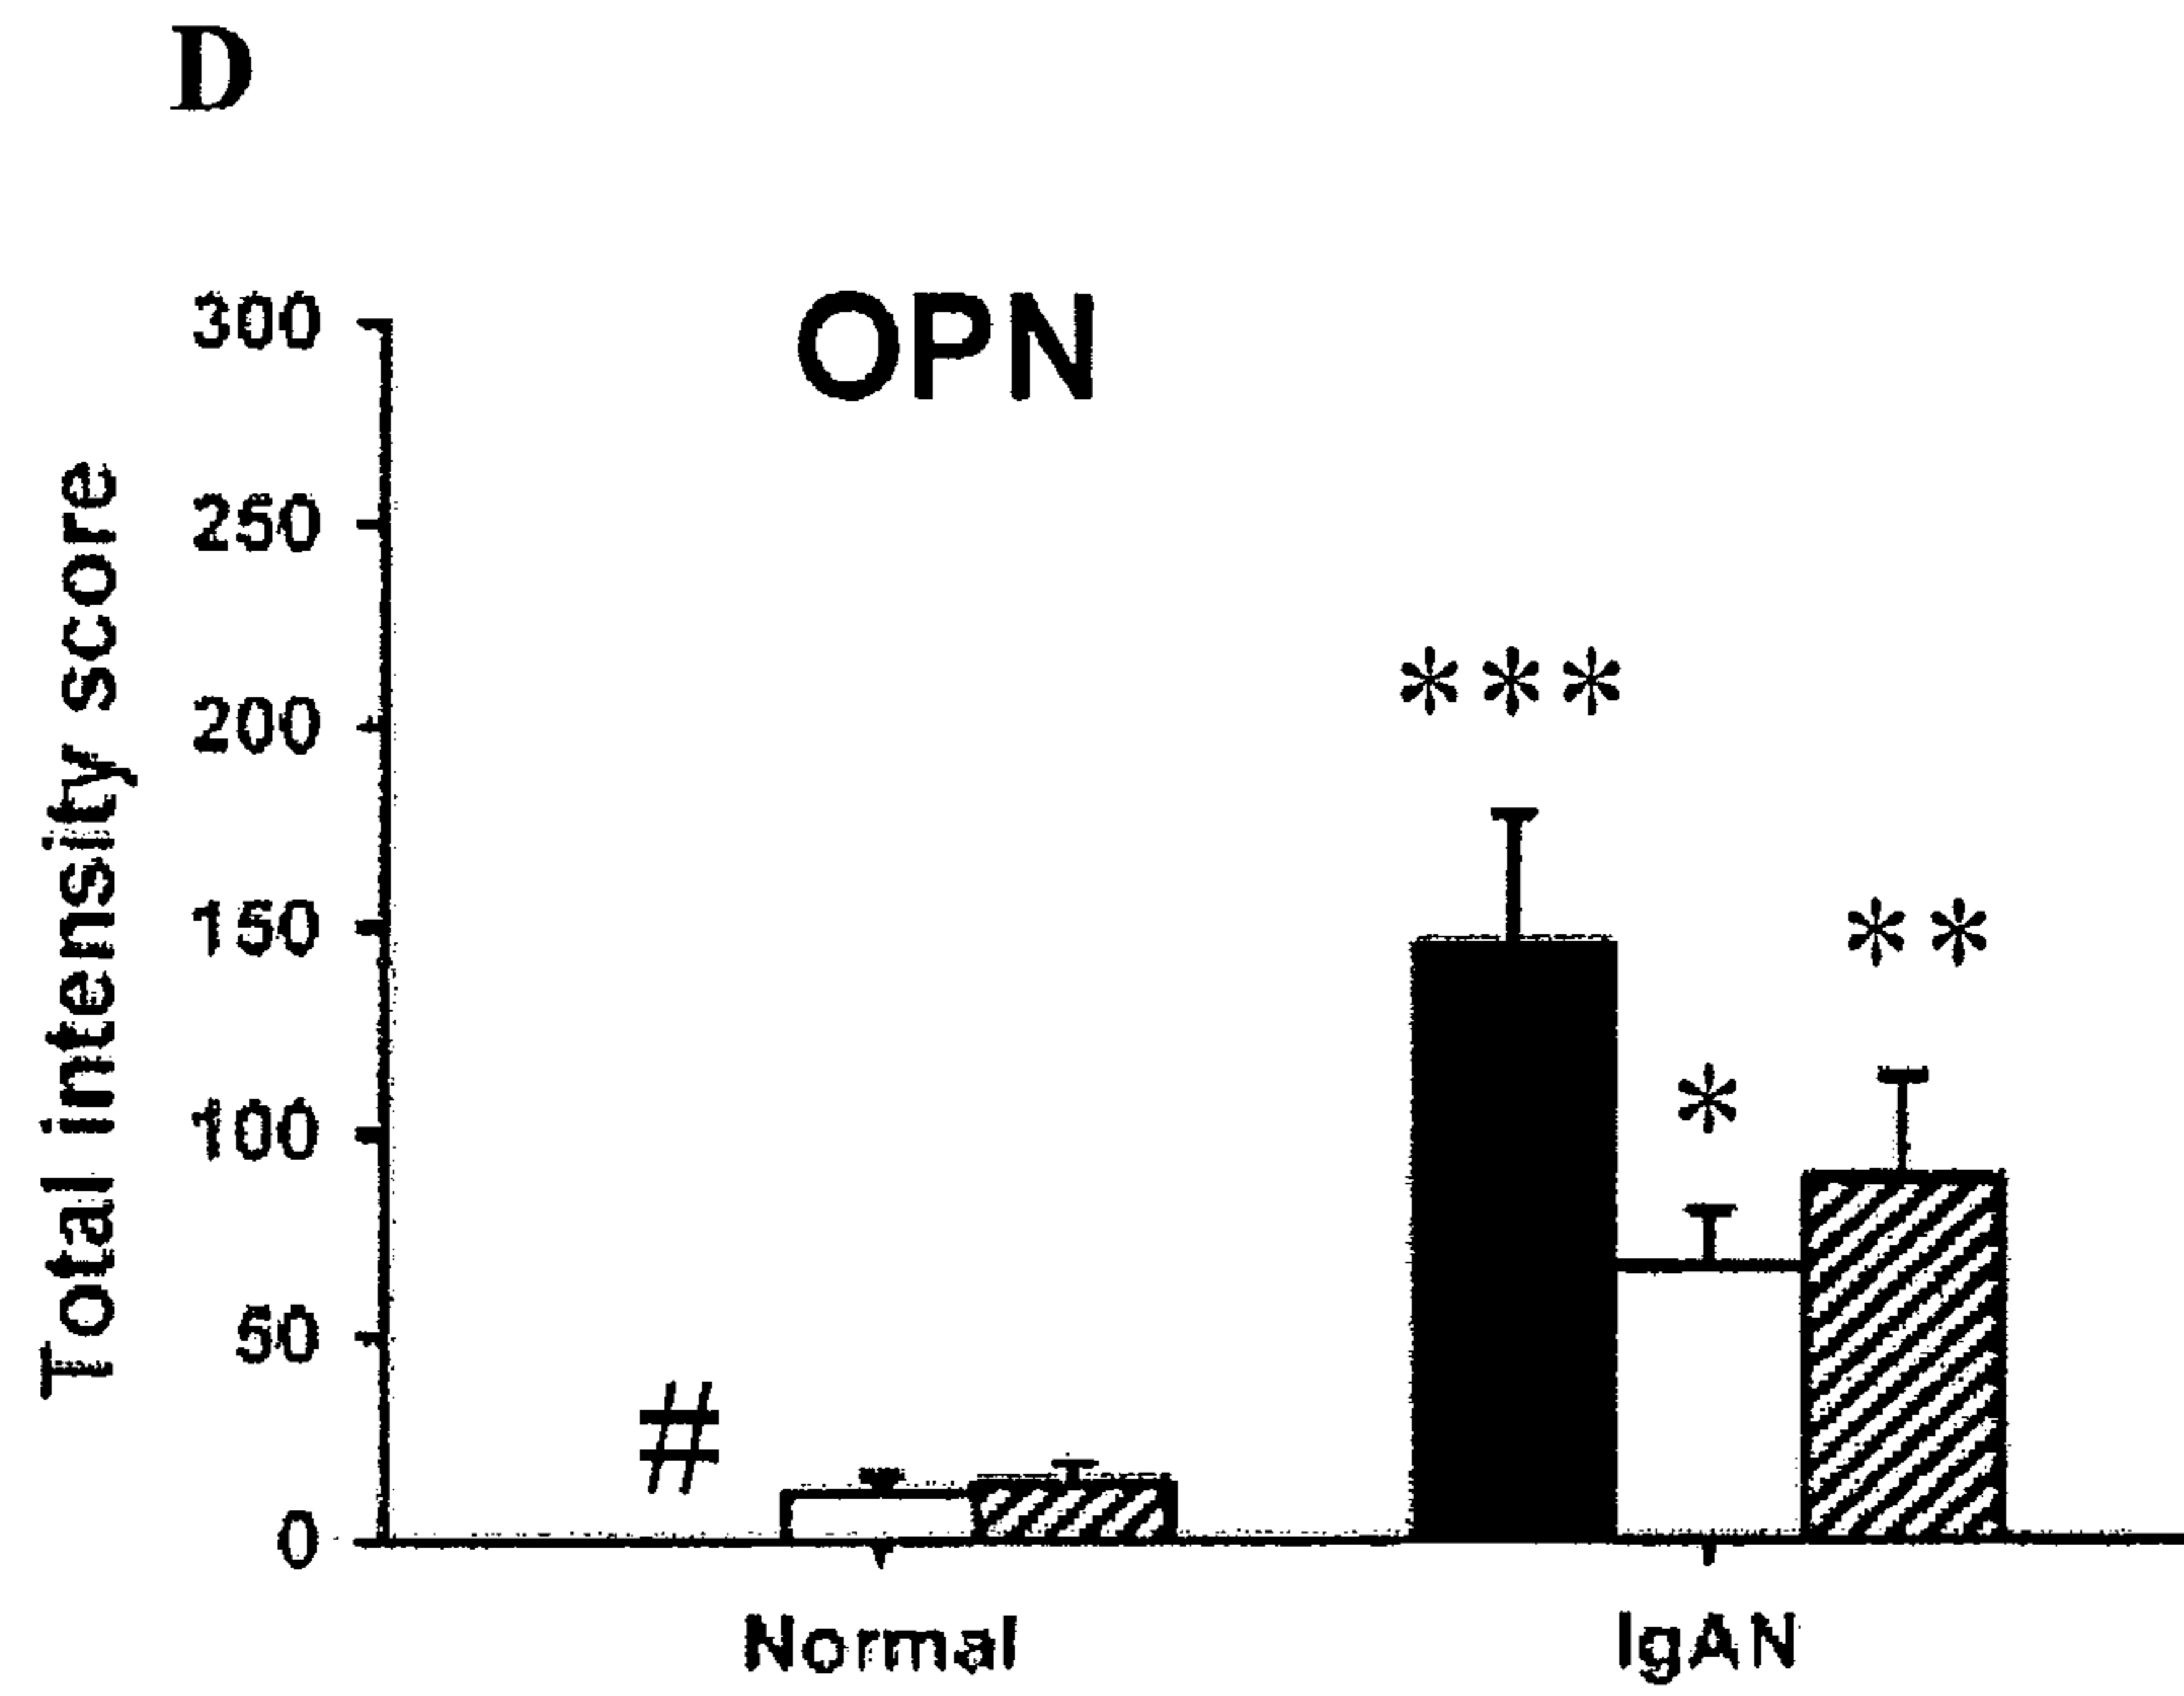 D
OPN
Total intensity score
300
250
200
150
100
50
0
***
**
*
#
Normal
IgAN